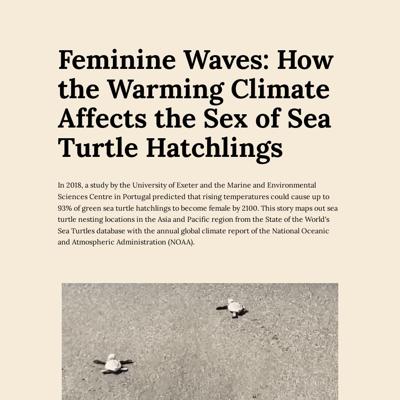 Feminine Waves: How
the Warming Climate
Affects the Sex of Sea
Turtle Hatchlings
In 2018, a study by the University of Exeter and the Marine and Environmental
Sciences Centre in Portugal predicted that rising temperatures could cause up to
93% of green sea turtle hatchlings to become female by 2100. This story maps out sea
turtle nesting locations in the Asia and Pacific region from the State of the World's
Sea Turtles database with the annual global climate report of the National Oceanic
and Atmospheric Administration (NOAA).